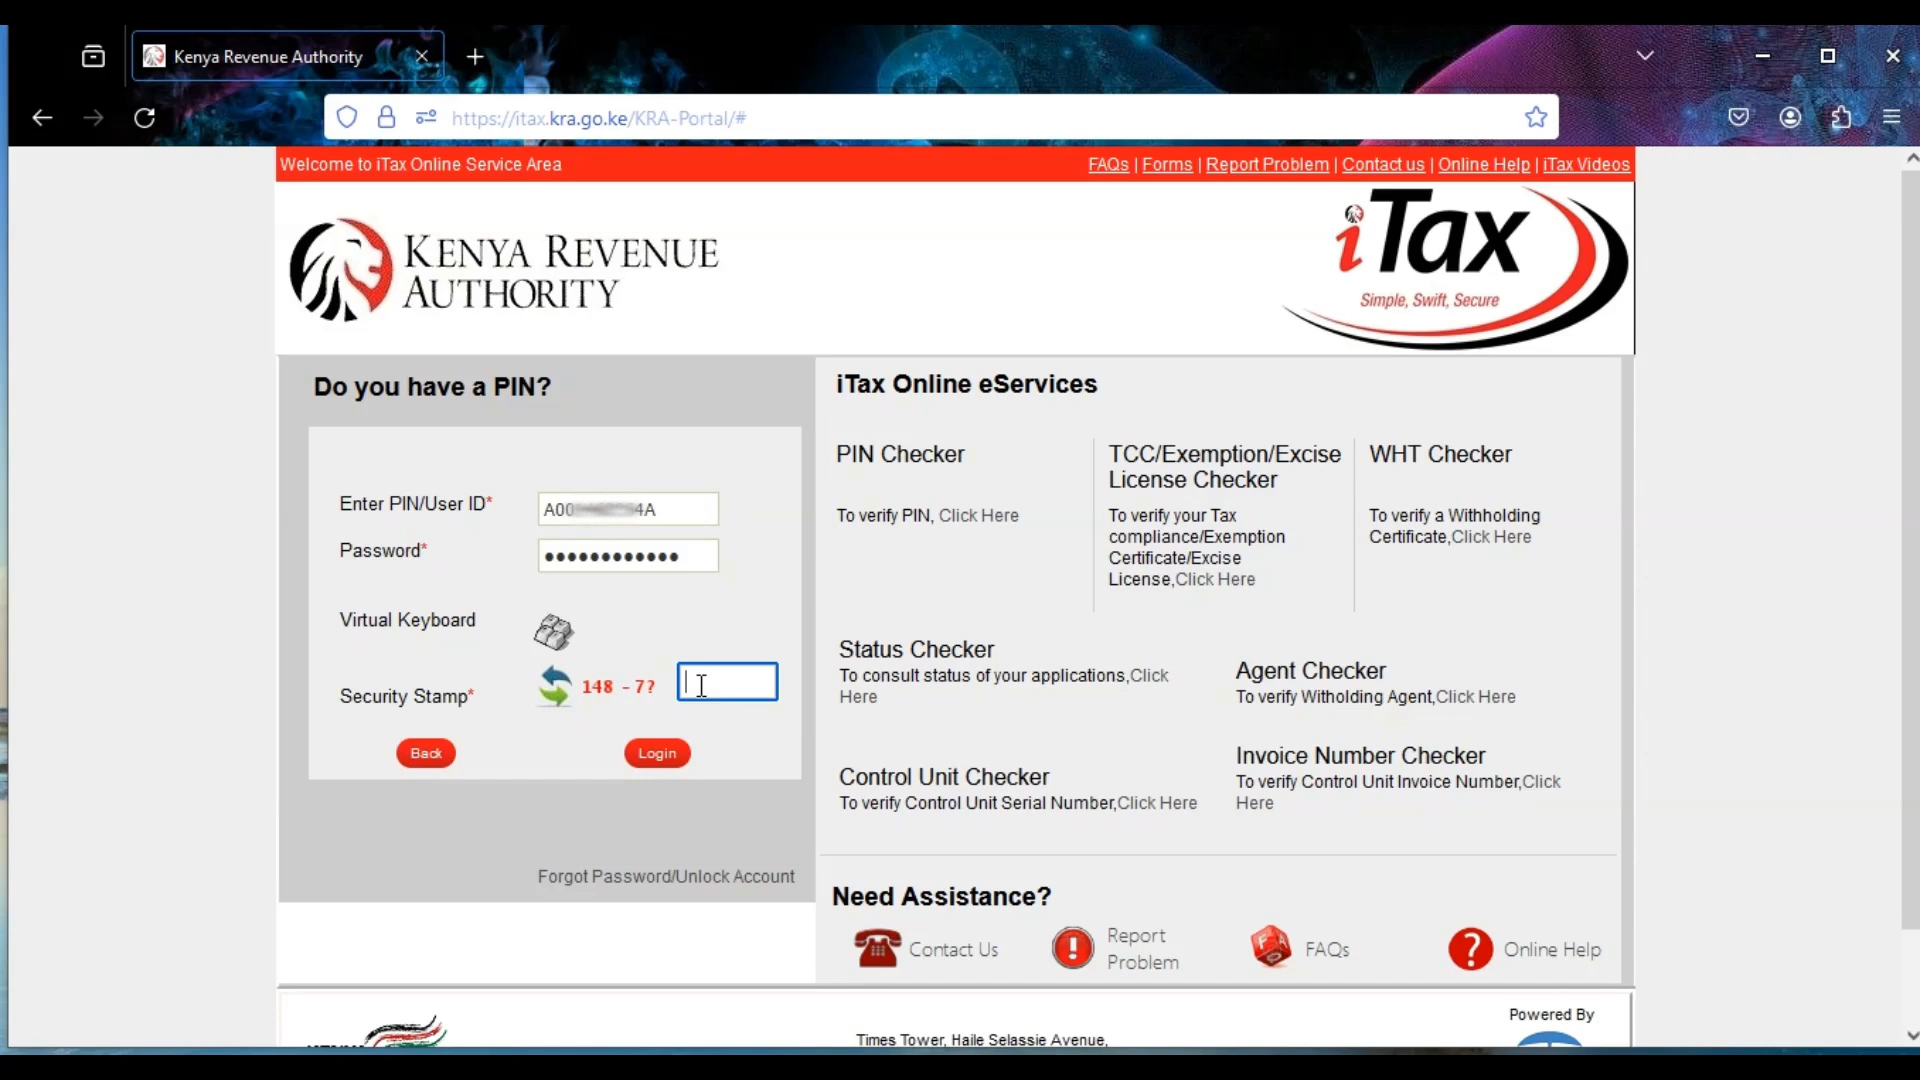 Kenya Revenue Authority
https://itax.kra.go.ke/KRA-Portal/#
Welcome to iTax Online Service Area
FAQs | Forms | Report Problem | Contact us | Online Help | iTax Videos
KENYA REVENUE
AUTHORITY
iTax
Simple, Swift, Secure
Do you have a PIN?
Enter PIN/User ID*
A00 4A
Password*
Virtual Keyboard
Security Stamp*
148 - 7?
Back
Login
Forgot Password/Unlock Account
iTax Online eServices
PIN Checker
To verify PIN, Click Here
TCC/Exemption/Excise
License Checker
To verify your Tax
compliance/Exemption
Certificate/Excise
License,Click Here
WHT Checker
To verify a Withholding
Certificate,Click Here
Status Checker
To consult status of your applications,Click
Here
Agent Checker
To verify Witholding Agent,Click Here
Control Unit Checker
To verify Control Unit Serial Number,Click Here
Invoice Number Checker
To verify Control Unit Invoice Number,Click
Here
Need Assistance?
Contact Us
Report
Problem
FAQs
Online Help
Times Tower, Haile Selassie Avenue,
Powered By